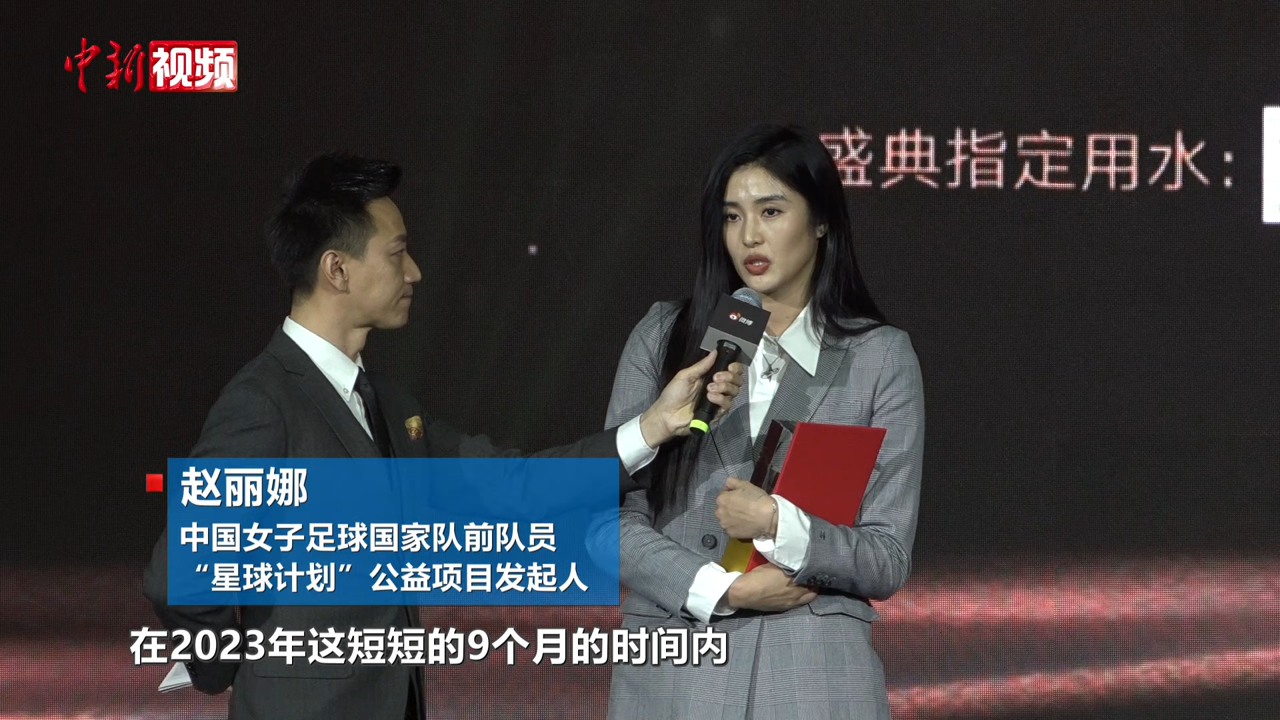 中新视频
盛典指定用水：
微博
赵丽娜
中国女子足球国家队前队员
“星球计划”公益项目发起人
在2023年这短短的9个月的时间内